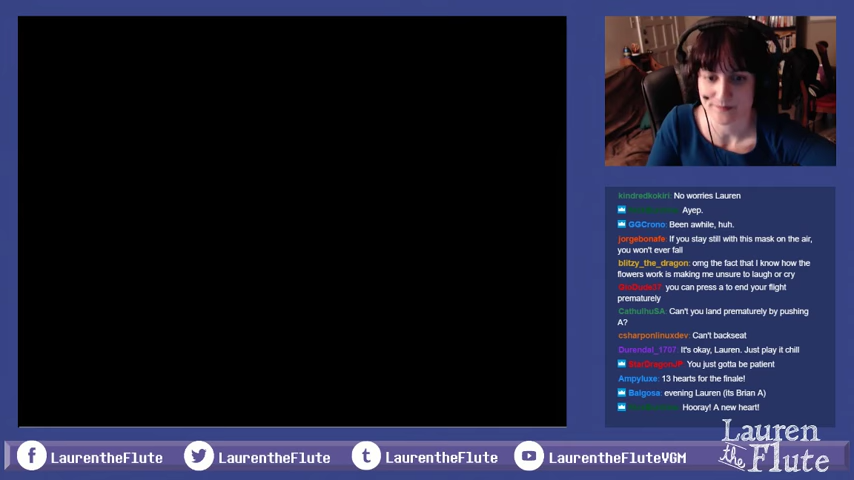 kindredkokiri: No worries Lauren
Ayep.
GGCrono: Been awhile, huh.
jorgebonafe: If you stay still with this mask on the air,
you won't ever fall
blitzy_the_dragon: omg the fact that I know how the
flowers work is making me unsure to laugh or cry
GioDude37: you can press a to end your flight
prematurely
CathulhuSA: Can't you land prematurely by pushing
A?
csharponlinuxdev: Can't backseat
Durendal_1707: It's okay, Lauren. Just play it chill
StarDragonJP: You just gotta be patient
Ampyluxe: 13 hearts for the finale!
Balgosa: evening Lauren (its Brian A)
Hooray! A new heart!
Lauren
the Flute
LaurentheFlute
LaurentheFlute
LaurentheFlute
LaurentheFluteVGM